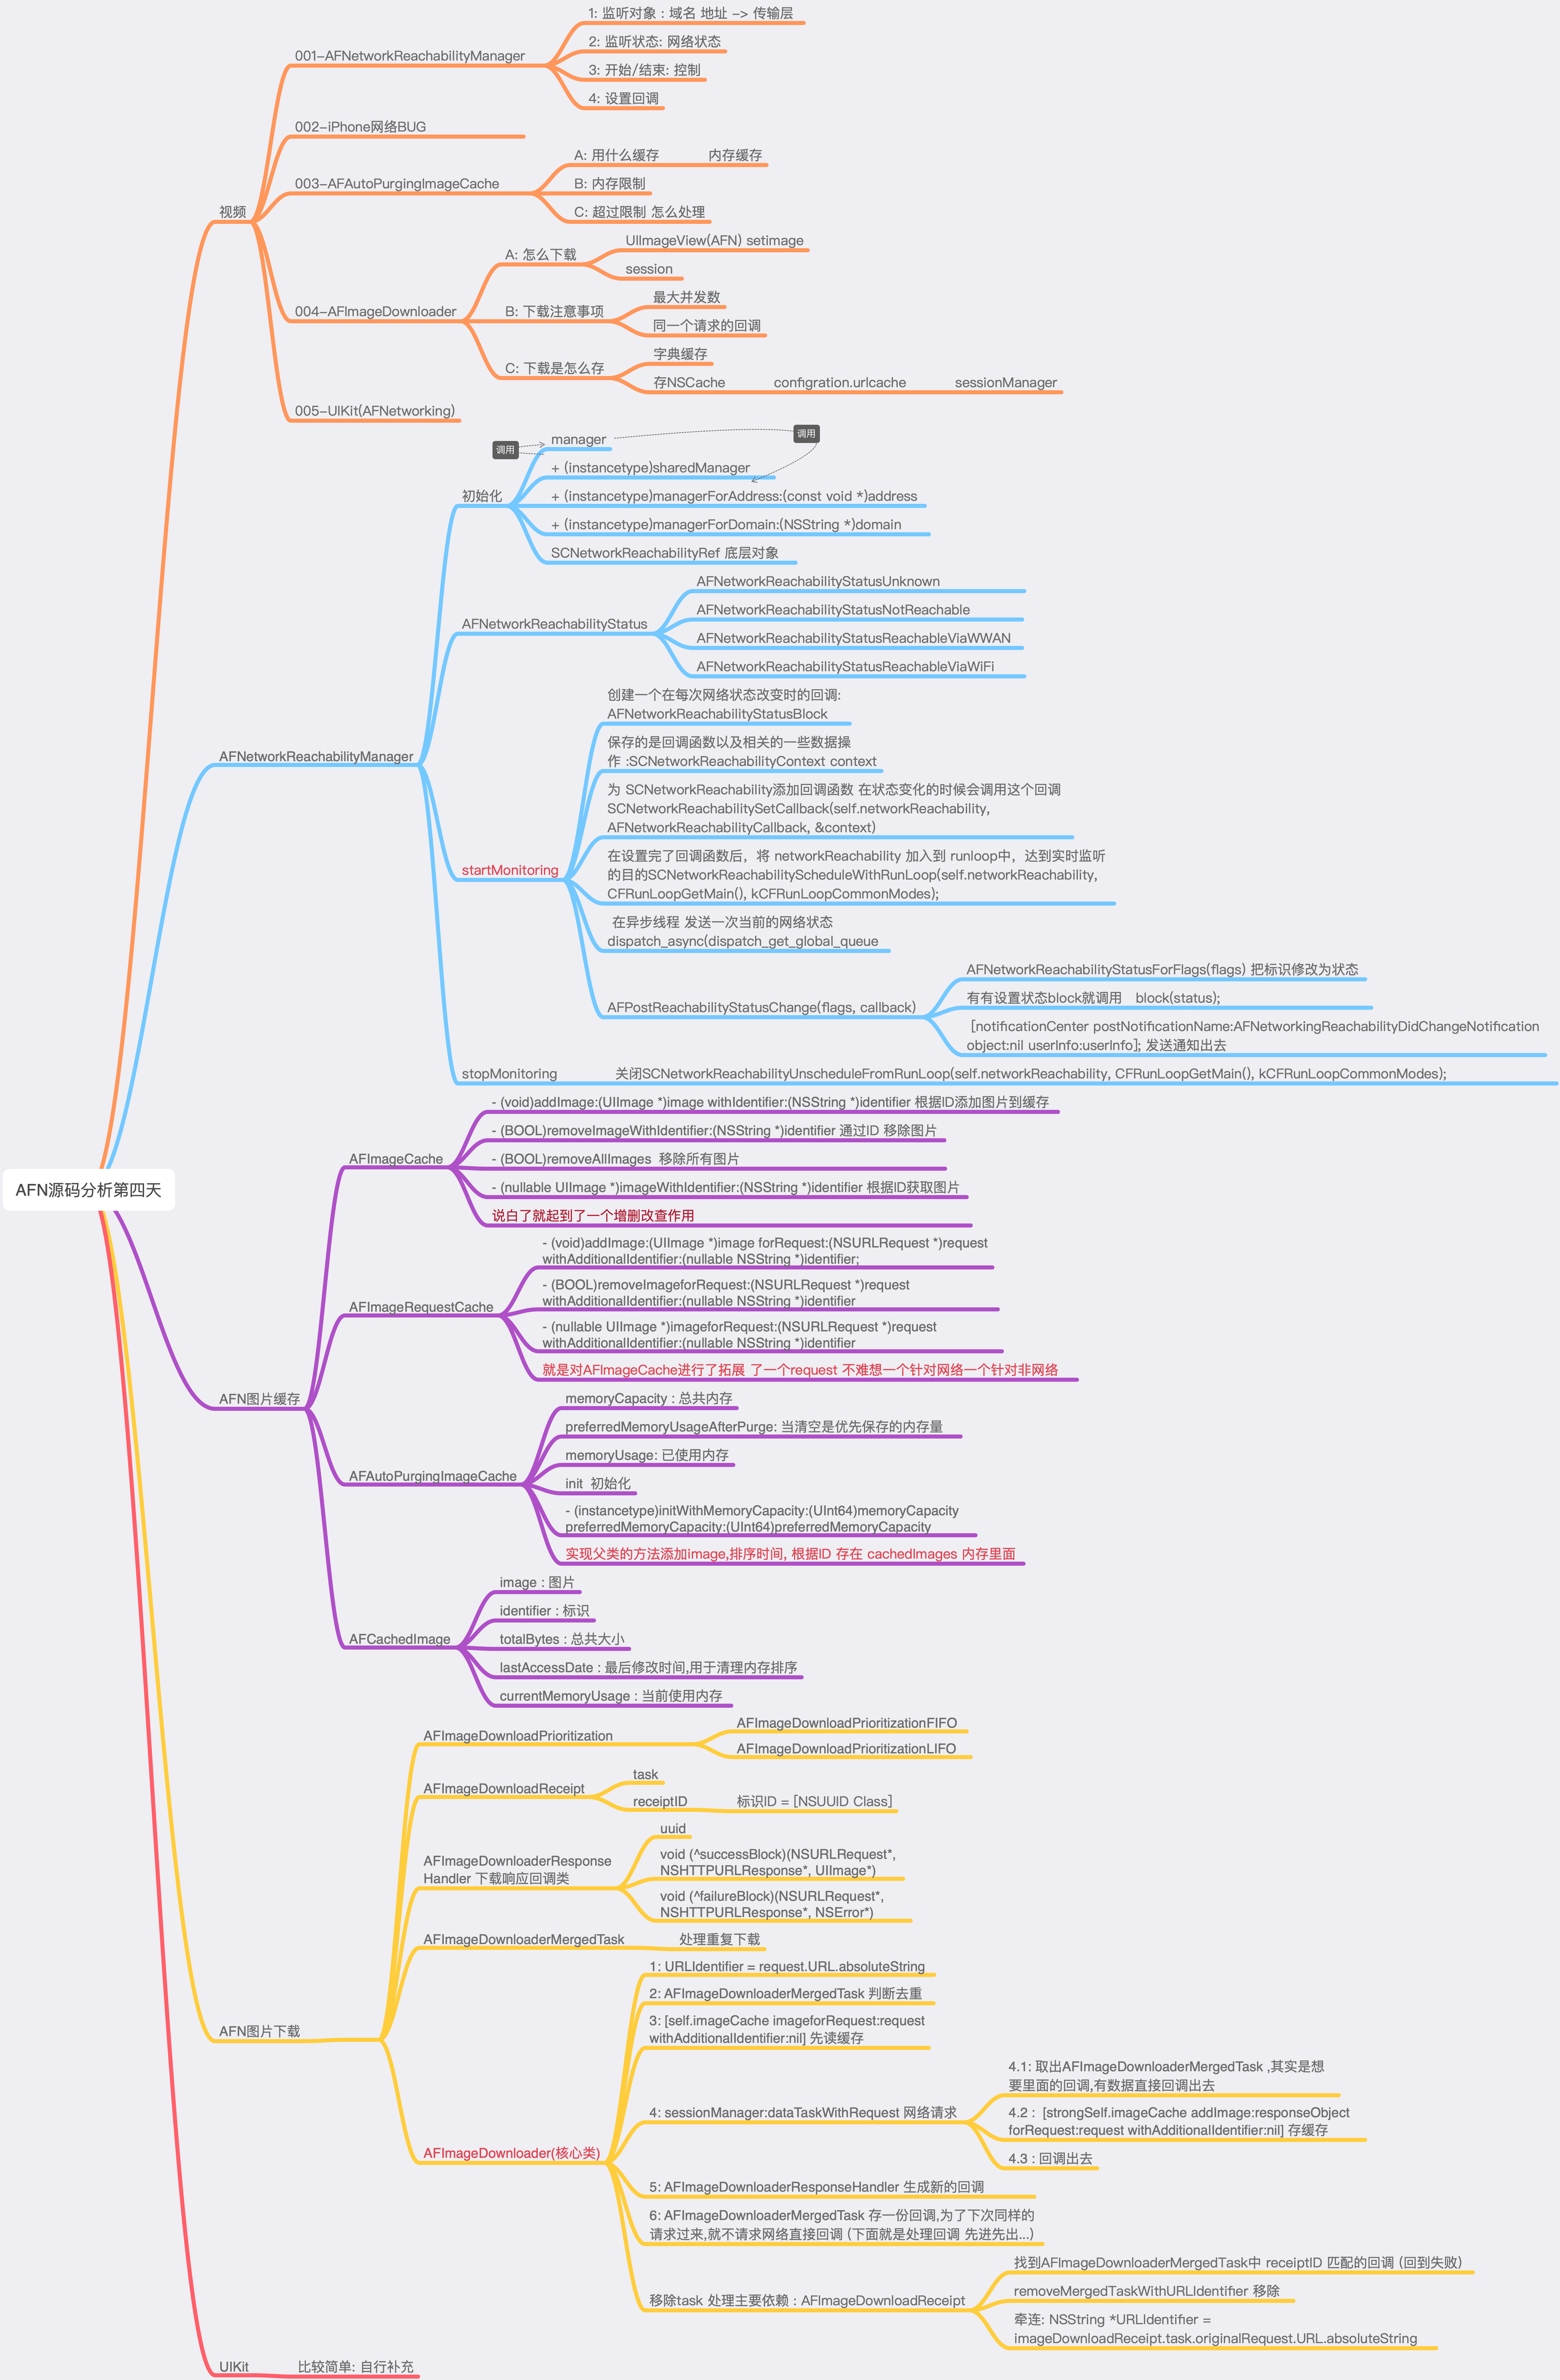 AFN源码分析第四天
视频
001-AFNetworkReachabilityManager
1: 监听对象 : 域名 地址 -> 传输层
2: 监听状态: 网络状态
3: 开始/结束: 控制
4: 设置回调
002-iPhone网络BUG
003-AFAutoPurgingImageCache
A: 用什么缓存
内存缓存
B: 内存限制
C: 超过限制 怎么处理
004-AFImageDownloader
A: 怎么下载
UIImageView(AFN) setimage
session
B: 下载注意事项
最大并发数
同一个请求的回调
C: 下载是怎么存
字典缓存
存NSCache
configration.urlcache
sessionManager
005-UIKit(AFNetworking)
AFNetworkReachabilityManager
初始化
调用
manager
调用
+ (instancetype)sharedManager
+ (instancetype)managerForAddress:(const void *)address
+ (instancetype)managerForDomain:(NSString *)domain
SCNetworkReachabilityRef 底层对象
AFNetworkReachabilityStatus
AFNetworkReachabilityStatusUnknown
AFNetworkReachabilityStatusNotReachable
AFNetworkReachabilityStatusReachableViaWWAN
AFNetworkReachabilityStatusReachableViaWiFi
startMonitoring
创建一个在每次网络状态改变时的回调:
AFNetworkReachabilityStatusBlock
保存的是回调函数以及相关的一些数据操
作 :SCNetworkReachabilityContext context
为 SCNetworkReachability添加回调函数 在状态变化的时候会调用这个回调
SCNetworkReachabilitySetCallback(self.networkReachability,
AFNetworkReachabilityCallback, &context)
在设置完了回调函数后，将 networkReachability 加入到 runloop中，达到实时监听
的目的SCNetworkReachabilityScheduleWithRunLoop(self.networkReachability,
CFRunLoopGetMain(), kCFRunLoopCommonModes);
在异步线程 发送一次当前的网络状态
dispatch_async(dispatch_get_global_queue
AFPostReachabilityStatusChange(flags, callback)
AFNetworkReachabilityStatusForFlags(flags) 把标识修改为状态
有有设置状态block就调用 block(status);
[notificationCenter postNotificationName:AFNetworkingReachabilityDidChangeNotification
object:nil userInfo:userInfo]; 发送通知出去
stopMonitoring
关闭SCNetworkReachabilityUnscheduleFromRunLoop(self.networkReachability, CFRunLoopGetMain(), kCFRunLoopCommonModes);
AFN图片缓存
AFImageCache
- (void)addImage:(UIImage *)image withIdentifier:(NSString *)identifier 根据ID添加图片到缓存
- (BOOL)removeImageWithIdentifier:(NSString *)identifier 通过ID 移除图片
- (BOOL)removeAllImages 移除所有图片
- (nullable UIImage *)imageWithIdentifier:(NSString *)identifier 根据ID获取图片
说白了就起到了一个增删改查作用
AFImageRequestCache
- (void)addImage:(UIImage *)image forRequest:(NSURLRequest *)request
withAdditionalIdentifier:(nullable NSString *)identifier;
- (BOOL)removeImageforRequest:(NSURLRequest *)request
withAdditionalIdentifier:(nullable NSString *)identifier
- (nullable UIImage *)imageforRequest:(NSURLRequest *)request
withAdditionalIdentifier:(nullable NSString *)identifier
就是对AFImageCache进行了拓展 了一个request 不难想一个针对网络一个针对非网络
AFAutoPurgingImageCache
memoryCapacity : 总共内存
preferredMemoryUsageAfterPurge: 当清空是优先保存的内存量
memoryUsage: 已使用内存
init 初始化
- (instancetype)initWithMemoryCapacity:(UInt64)memoryCapacity
preferredMemoryCapacity:(UInt64)preferredMemoryCapacity
实现父类的方法添加image,排序时间, 根据ID 存在 cachedImages 内存里面
AFCachedImage
image : 图片
identifier : 标识
totalBytes : 总共大小
lastAccessDate : 最后修改时间,用于清理内存排序
currentMemoryUsage : 当前使用内存
AFN图片下载
AFImageDownloadPrioritization
AFImageDownloadPrioritizationFIFO
AFImageDownloadPrioritizationLIFO
AFImageDownloadReceipt
task
receiptID
标识ID = [NSUUID Class]
AFImageDownloaderResponse
Handler 下载响应回调类
uuid
void (^successBlock)(NSURLRequest*,
NSHTTPURLResponse*, UIImage*)
void (^failureBlock)(NSURLRequest*,
NSHTTPURLResponse*, NSError*)
AFImageDownloaderMergedTask
处理重复下载
AFImageDownloader(核心类)
1: URLIdentifier = request.URL.absoluteString
2: AFImageDownloaderMergedTask 判断去重
3: [self.imageCache imageforRequest:request
withAdditionalIdentifier:nil] 先读缓存
4: sessionManager:dataTaskWithRequest 网络请求
4.1: 取出AFImageDownloaderMergedTask ,其实是想
要里面的回调,有数据直接回调出去
4.2 : [strongSelf.imageCache addImage:responseObject
forRequest:request withAdditionalIdentifier:nil] 存缓存
4.3 : 回调出去
5: AFImageDownloaderResponseHandler 生成新的回调
6: AFImageDownloaderMergedTask 存一份回调,为了下次同样的
请求过来,就不请求网络直接回调 (下面就是处理回调 先进先出...)
移除task 处理主要依赖 : AFImageDownloadReceipt
找到AFImageDownloaderMergedTask中 receiptID 匹配的回调 (回到失败)
removeMergedTaskWithURLIdentifier 移除
牵连: NSString *URLIdentifier =
imageDownloadReceipt.task.originalRequest.URL.absoluteString
UIKit
比较简单: 自行补充